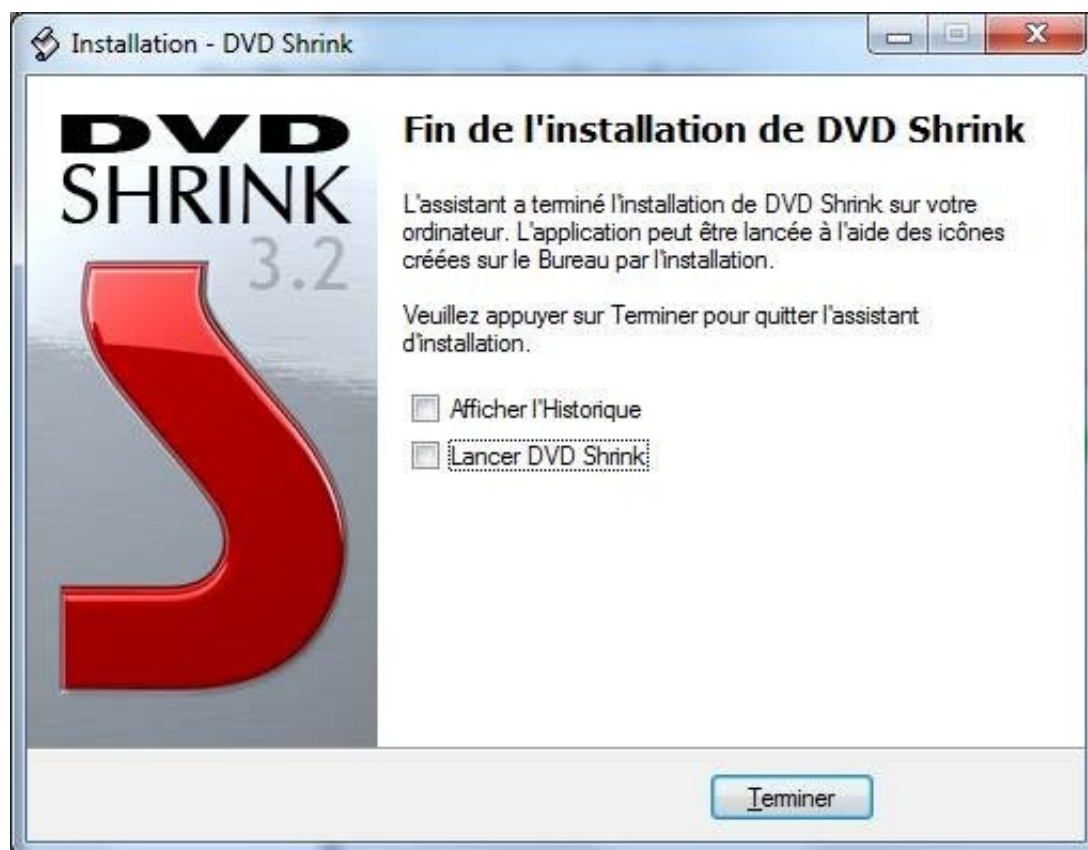 Installation - DVD Shrink
DVD
SHRINK
3.2
Fin de l'installation de DVD Shrink
L'assistant a terminé l'installation de DVD Shrink sur votre
ordinateur. L'application peut être lancée à l'aide des icônes
créées sur le Bureau par l'installation.
Veuillez appuyer sur Terminer pour quitter l'assistant
d'installation.
Afficher l'Historique
Lancer DVD Shrink
Terminer